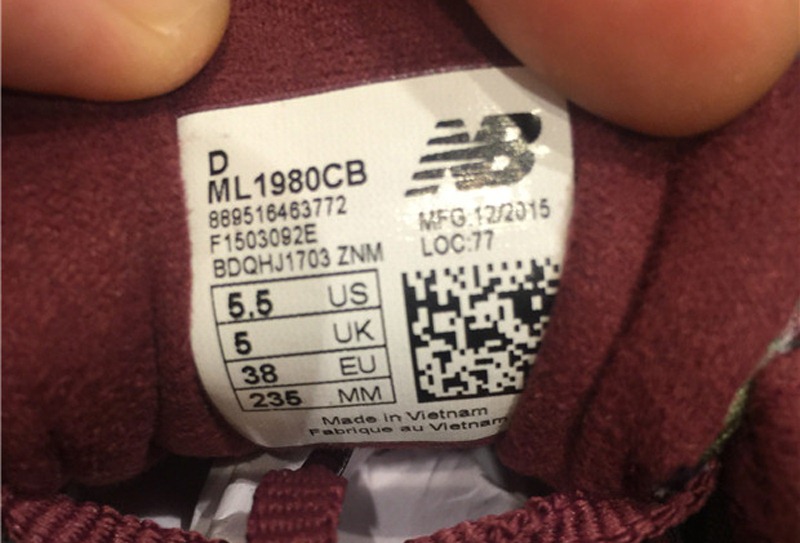 D
ML1980CB
889516463772
F1503092E
BDQHJ1703 ZNM
NB
MFG:12/2015
LOC:77
5.5 US
5 UK
38 EU
235 MM
Made in Vietnam
Fabrique au Vietnam